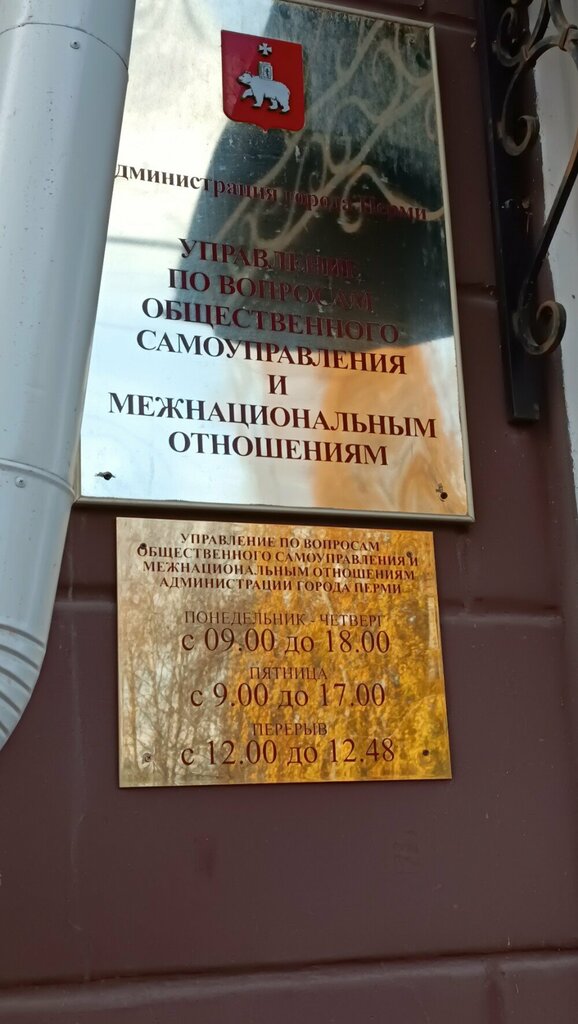 дминистрация города Перми
УПРАВЛЕНИЕ
ПО ВОПРОСАМ
ОБЩЕСТВЕННОГО
САМОУПРАВЛЕНИЯ
И
МЕЖНАЦИОНАЛЬНЫМ
ОТНОШЕНИЯМ
УПРАВЛЕНИЕ ПО ВОПРОСАМ
ОБЩЕСТВЕННОГО САМОУПРАВЛЕНИЯ И
МЕЖНАЦИОНАЛЬНЫМ ОТНОШЕНИЯМ
АДМИНИСТРАЦИИ ГОРОДА ПЕРМИ
ПОНЕДЕЛЬНИК - ЧЕТВЕРГ
с 09.00 до 18.00
ПЯТНИЦА
с 9.00 до 17.00
ПЕРЕРЫВ
с 12.00 до 12.48